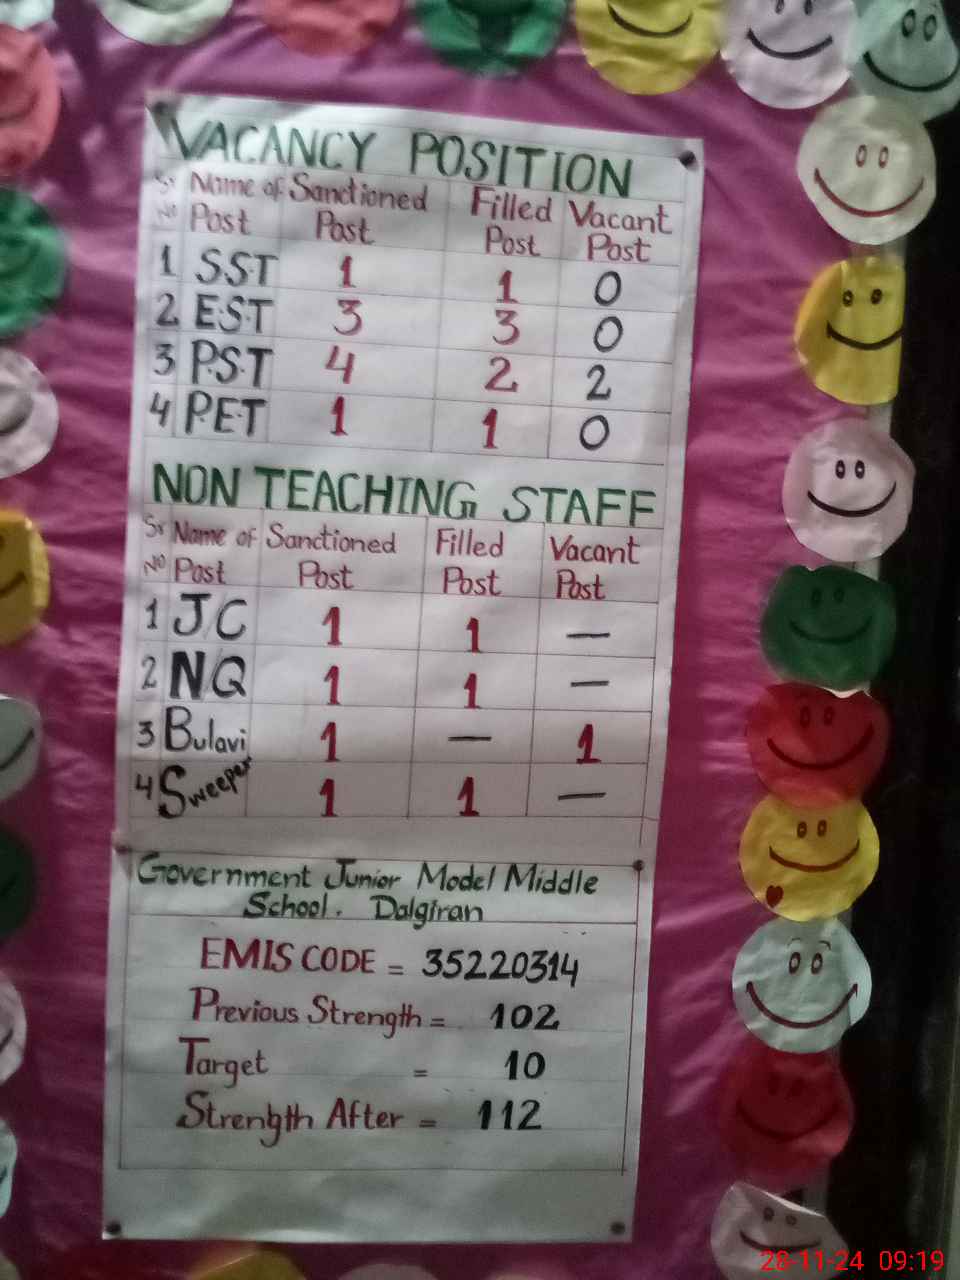 VACANCY POSITION
Sr No Name of Post Sanctioned Post Filled Post Vacant Post
1 S.S.T 1 1 0
2 E.S.T 3 3 0
3 P.S.T 4 2 2
4 P.E.T 1 1 0
NON TEACHING STAFF
Sr NO Name of Post Sanctioned Post Filled Post Vacant Post
1 J/C 1 1 —
2 N/Q 1 1 —
3 Bulavi 1 — 1
4 Sweeper 1 1 —
Government Junior Model Middle
School. Dalgiran
EMIS CODE = 35220314
Previous Strength = 102
Target = 10
Strength After = 112
28-11-24 09:19